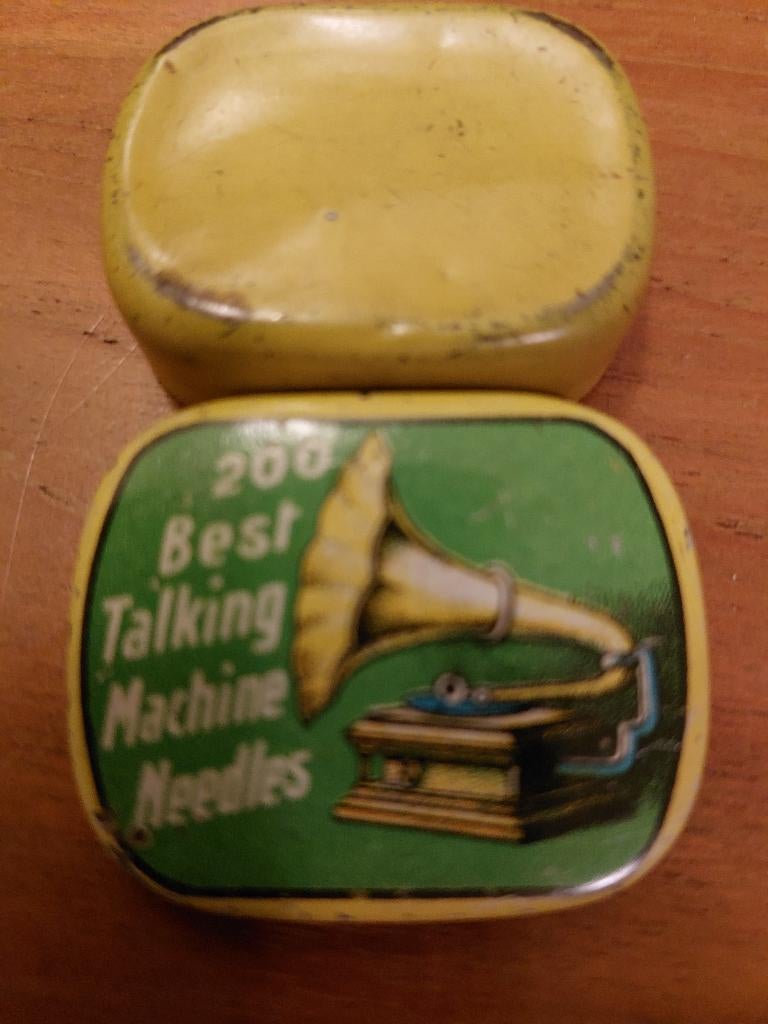 200
Best
Talking
Machine
Needles